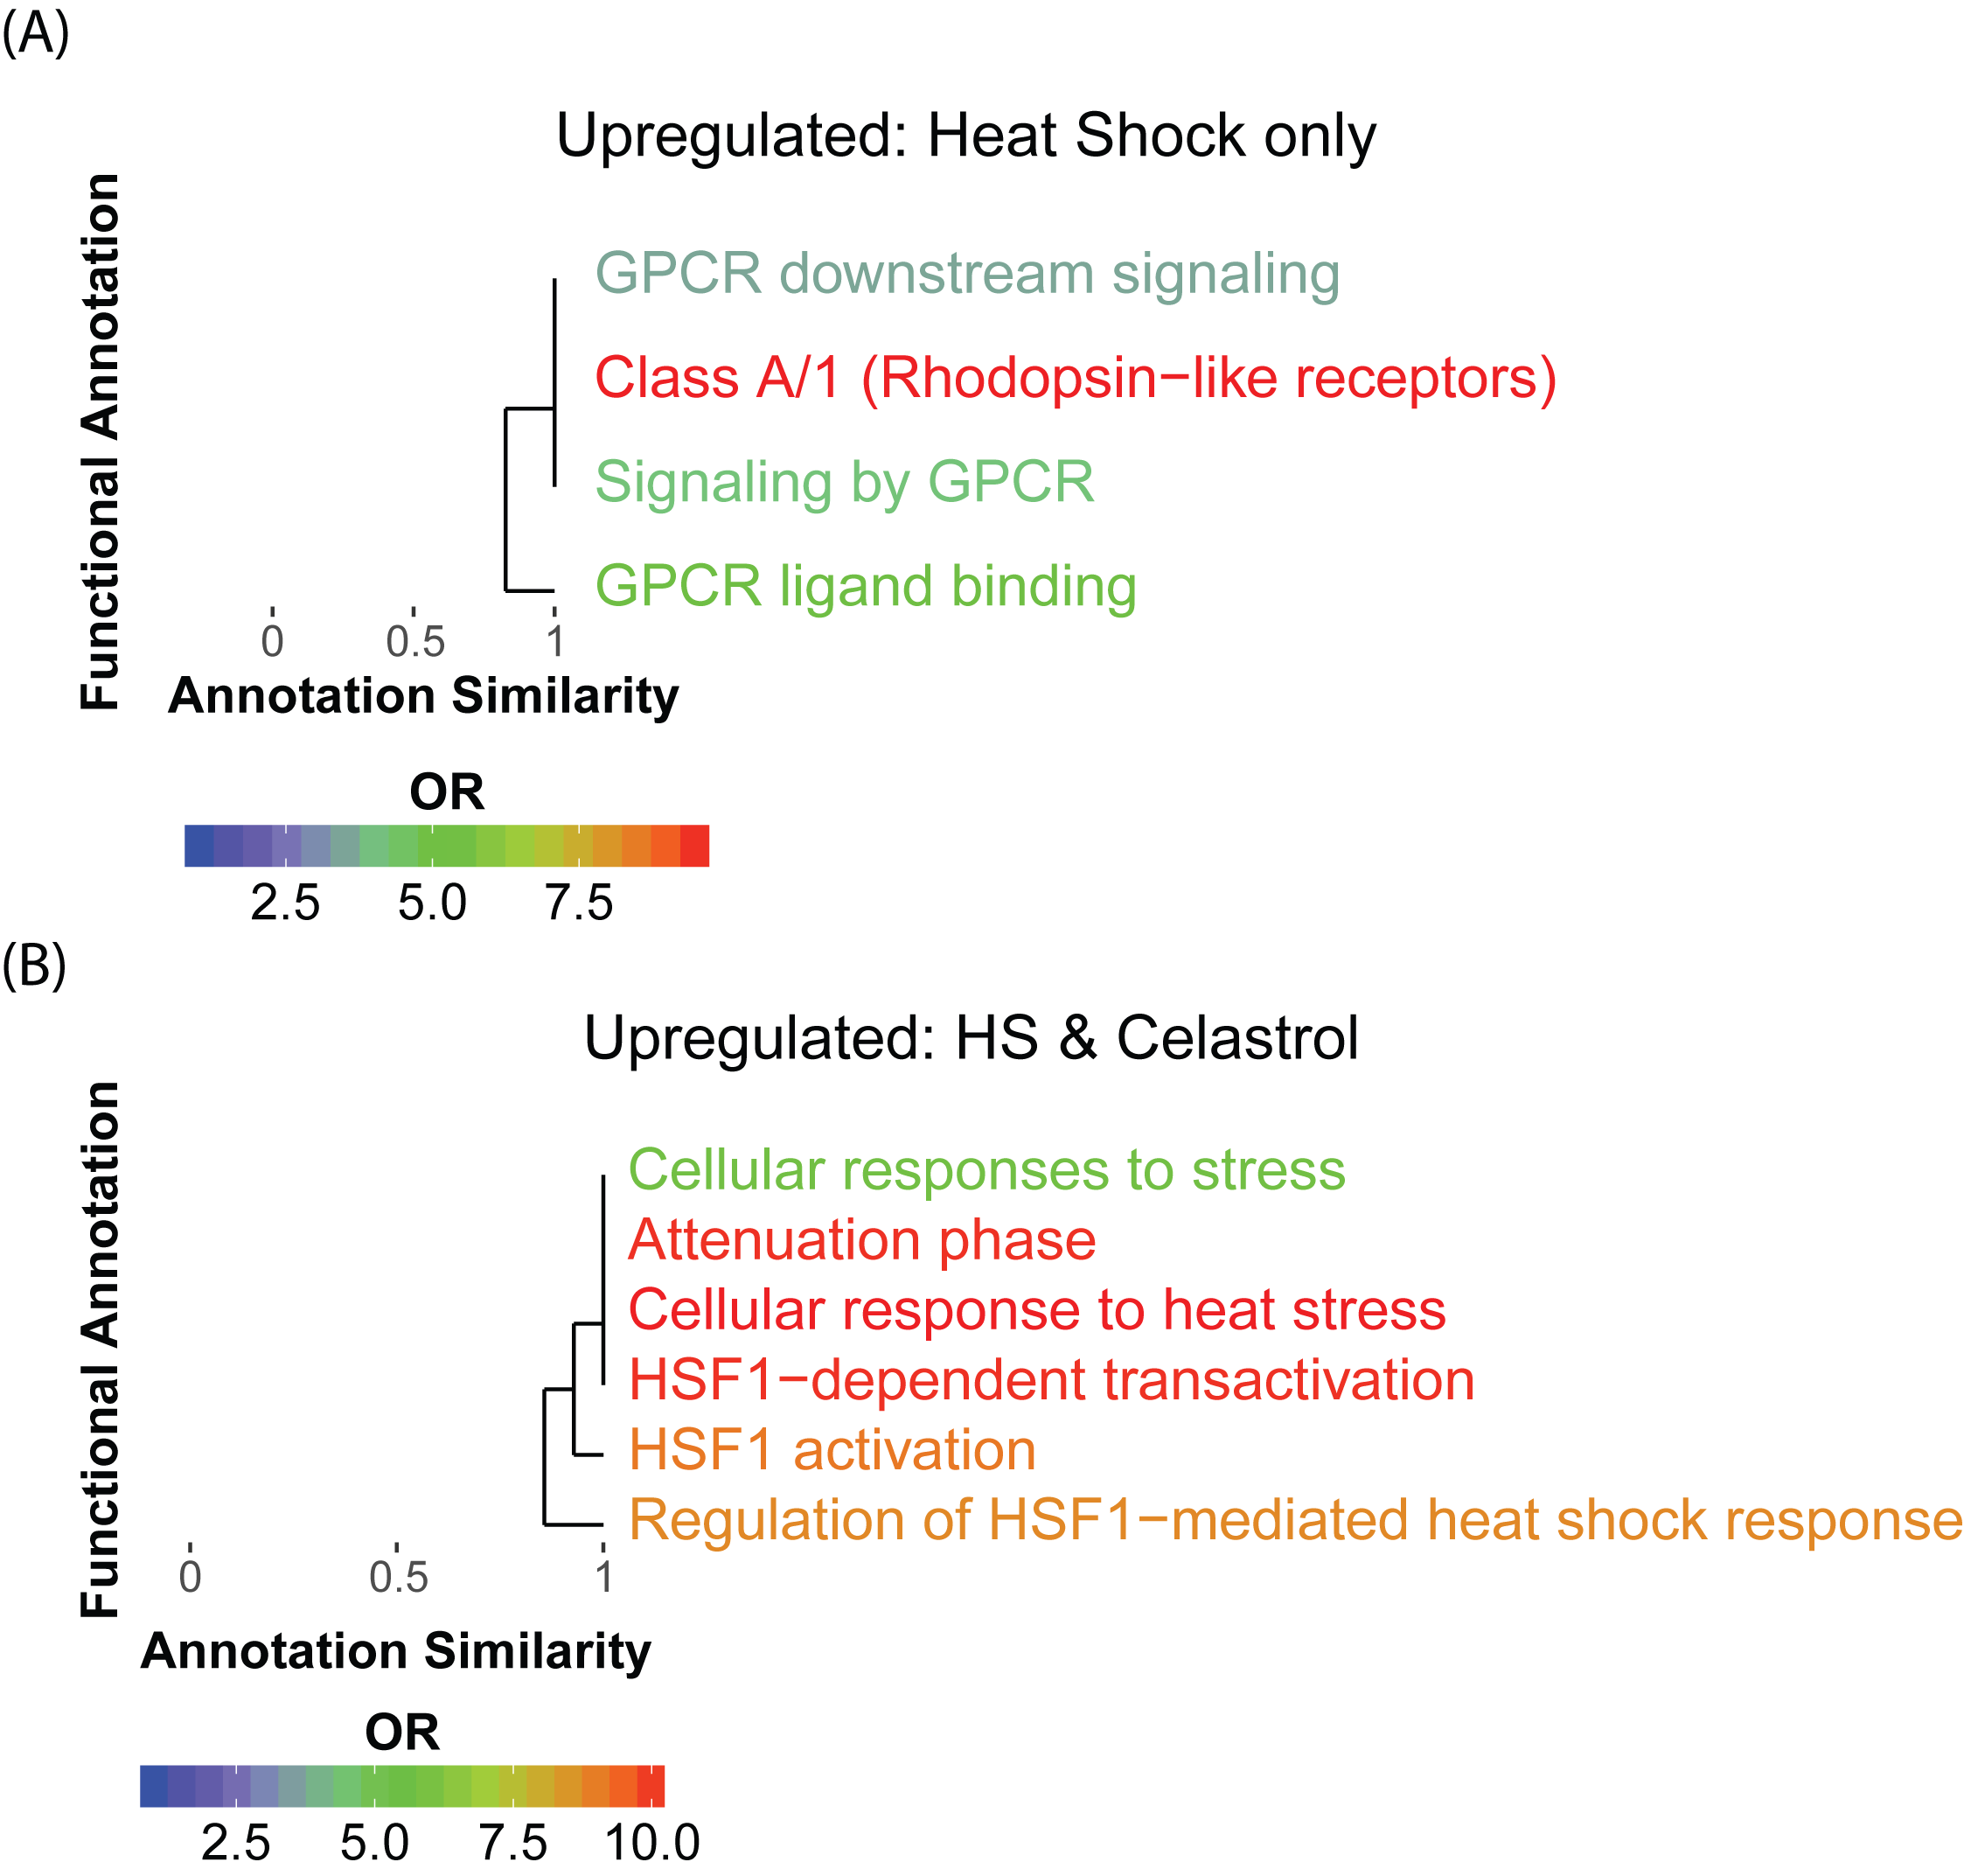 (A)
Upregulated: Heat Shock only
Functional Annotation
GPCR downstream signaling
Class A/1 (Rhodopsin−like receptors)
Signaling by GPCR
GPCR ligand binding
0 0.5 1
Annotation Similarity
OR
2.5 5.0 7.5
(B)
Upregulated: HS & Celastrol
Functional Annotation
Cellular responses to stress
Attenuation phase
Cellular response to heat stress
HSF1−dependent transactivation
HSF1 activation
Regulation of HSF1−mediated heat shock response
0 0.5 1
Annotation Similarity
OR
2.5 5.0 7.5 10.0